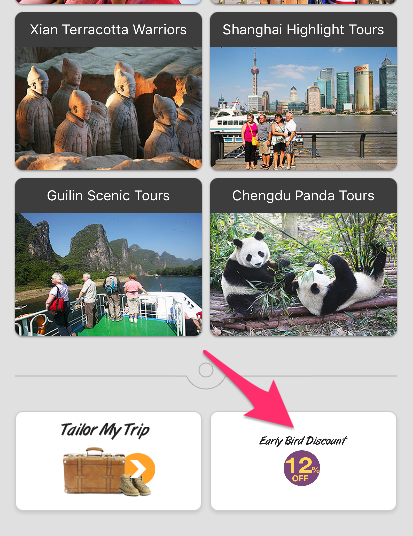 Xian Terracotta Warriors
Shanghai Highlight Tours
Guilin Scenic Tours
Chengdu Panda Tours
Tailor My Trip
Early Bird Discount
12%
OFF